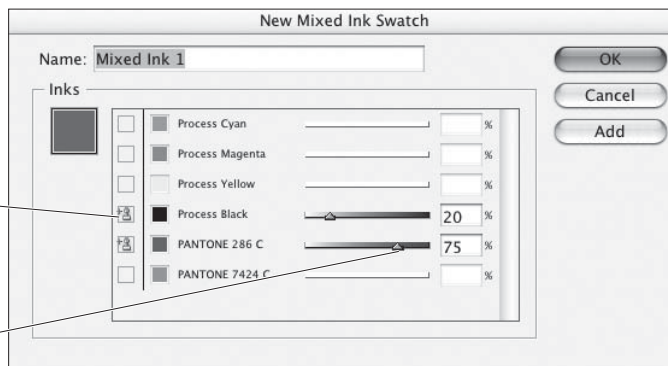 New Mixed Ink Swatch
Name: Mixed Ink 1
OK
Inks
Cancel
Add
Process Cyan %
Process Magenta %
Process Yellow %
Process Black 20 %
PANTONE 286 C 75 %
PANTONE 7424 C %